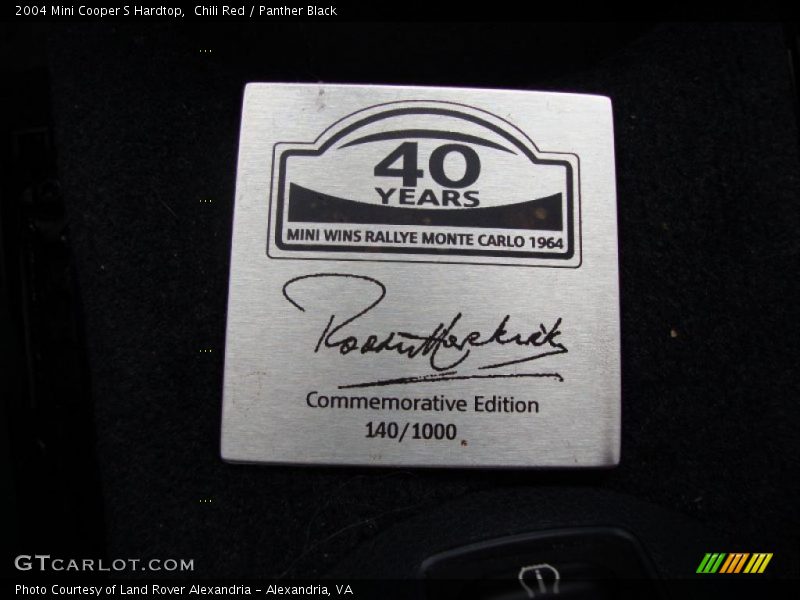 2004 Mini Cooper S Hardtop,  Chili Red / Panther Black
40
YEARS
MINI WINS RALLYE MONTE CARLO 1964
Commemorative Edition
140/1000
GTCARLOT.COM
Photo Courtesy of Land Rover Alexandria - Alexandria, VA